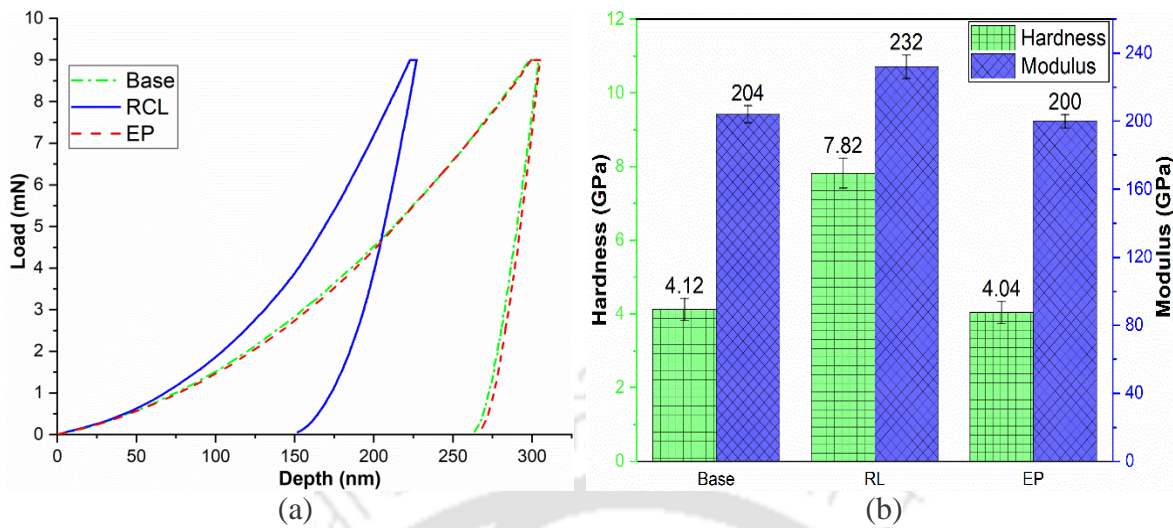 10
9
8
7
6
5
4
3
2
1
0
Load (mN)
Base
RCL
EP
0 50 100 150 200 250 300
Depth (nm)
(a)
12
10
8
6
4
2
0
Hardness (GPa)
Hardness
Modulus
4.12
204
7.82
232
4.04
200
240
200
160
120
80
40
0
Modulus (GPa)
Base RL EP
(b)